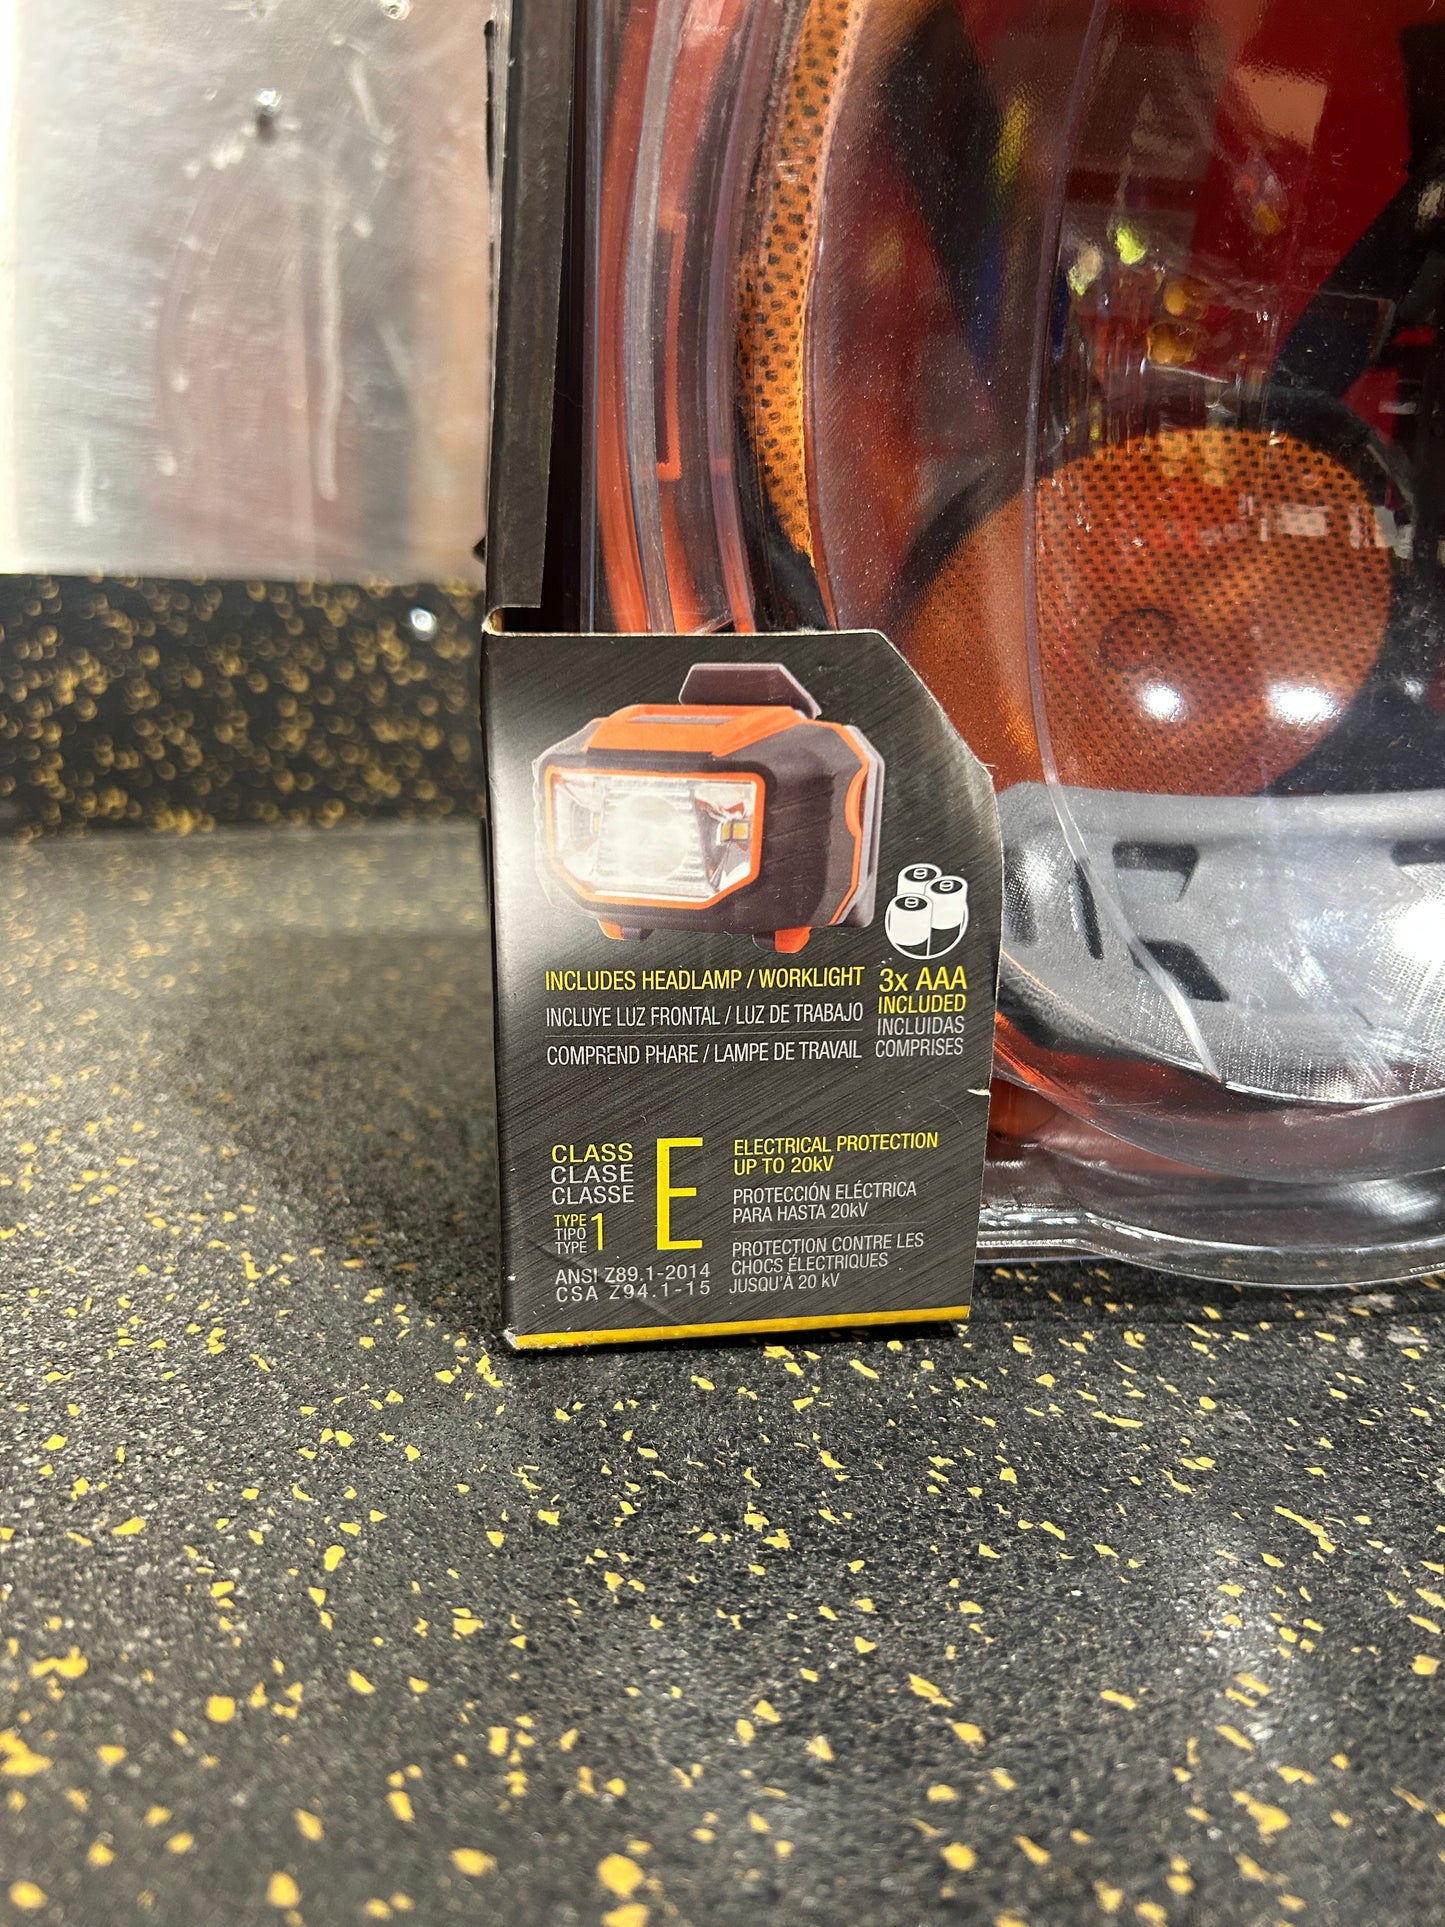 INCLUDES HEADLAMP / WORKLIGHT
INCLUYE LUZ FRONTAL / LUZ DE TRABAJO
COMPREND PHARE / LAMPE DE TRAVAIL
3x AAA
INCLUDED
INCLUIDAS
COMPRISES
CLASS
CLASE
CLASSE
E
TYPE
TIPO
TYPE
1
ANSI Z89.1-2014
CSA Z94.1-15
ELECTRICAL PROTECTION
UP TO 20kV
PROTECCIÓN ELÉCTRICA
PARA HASTA 20kV
PROTECTION CONTRE LES
CHOCS ÉLECTRIQUES
JUSQU'À 20 kV